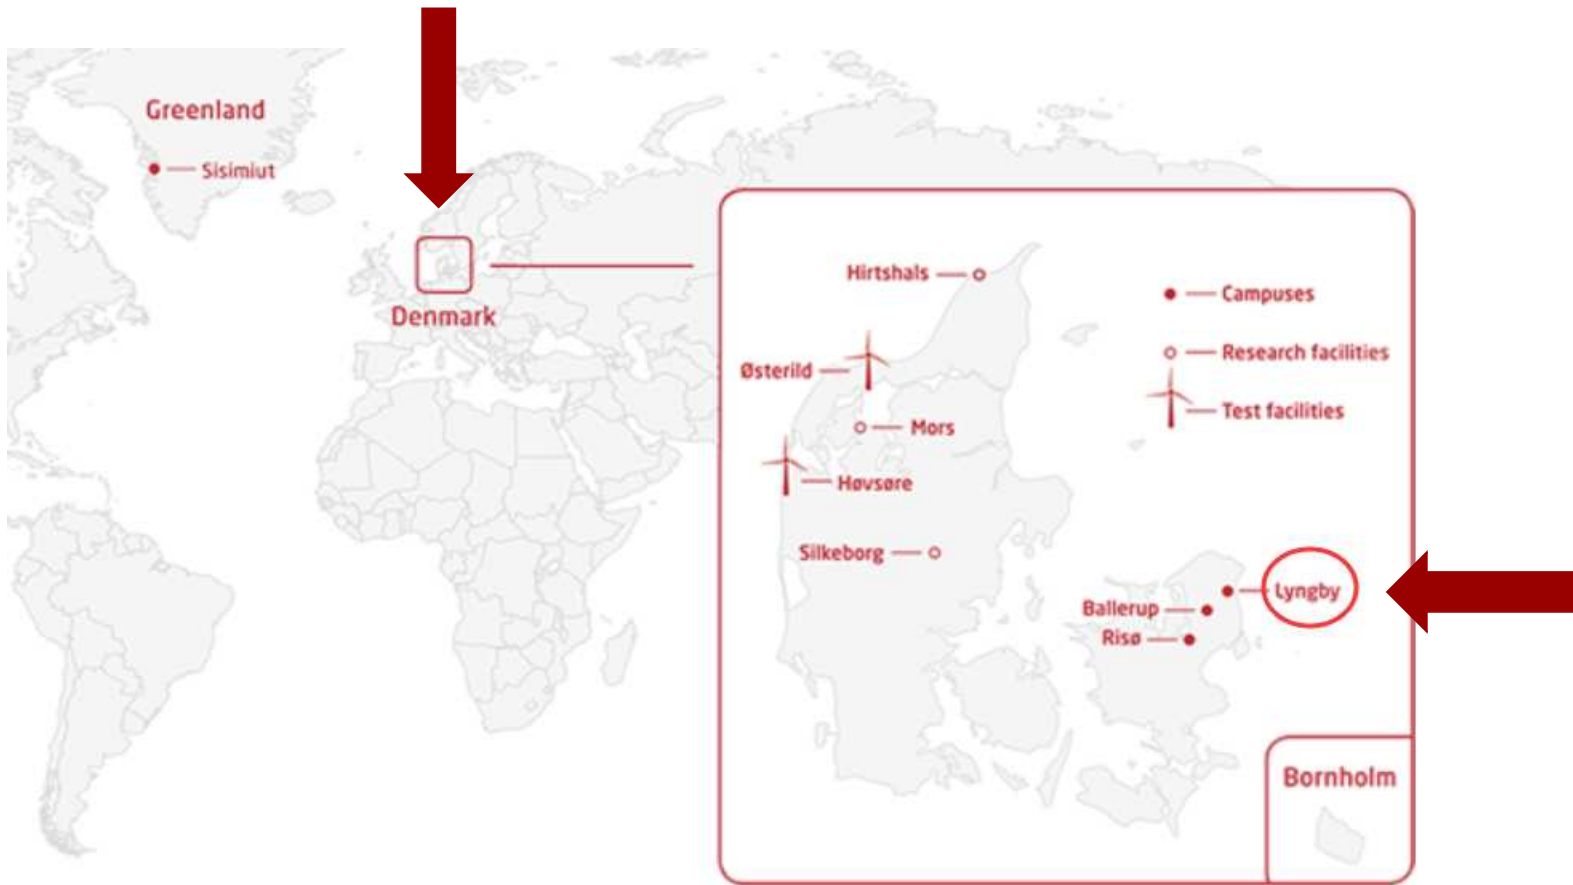 Greenland
Sisimiut
Denmark
Hirtshals
Campuses
Research facilities
Østerild
Test facilities
Mors
Høvsøre
Silkeborg
Lyngby
Ballerup
Risø
Bornholm